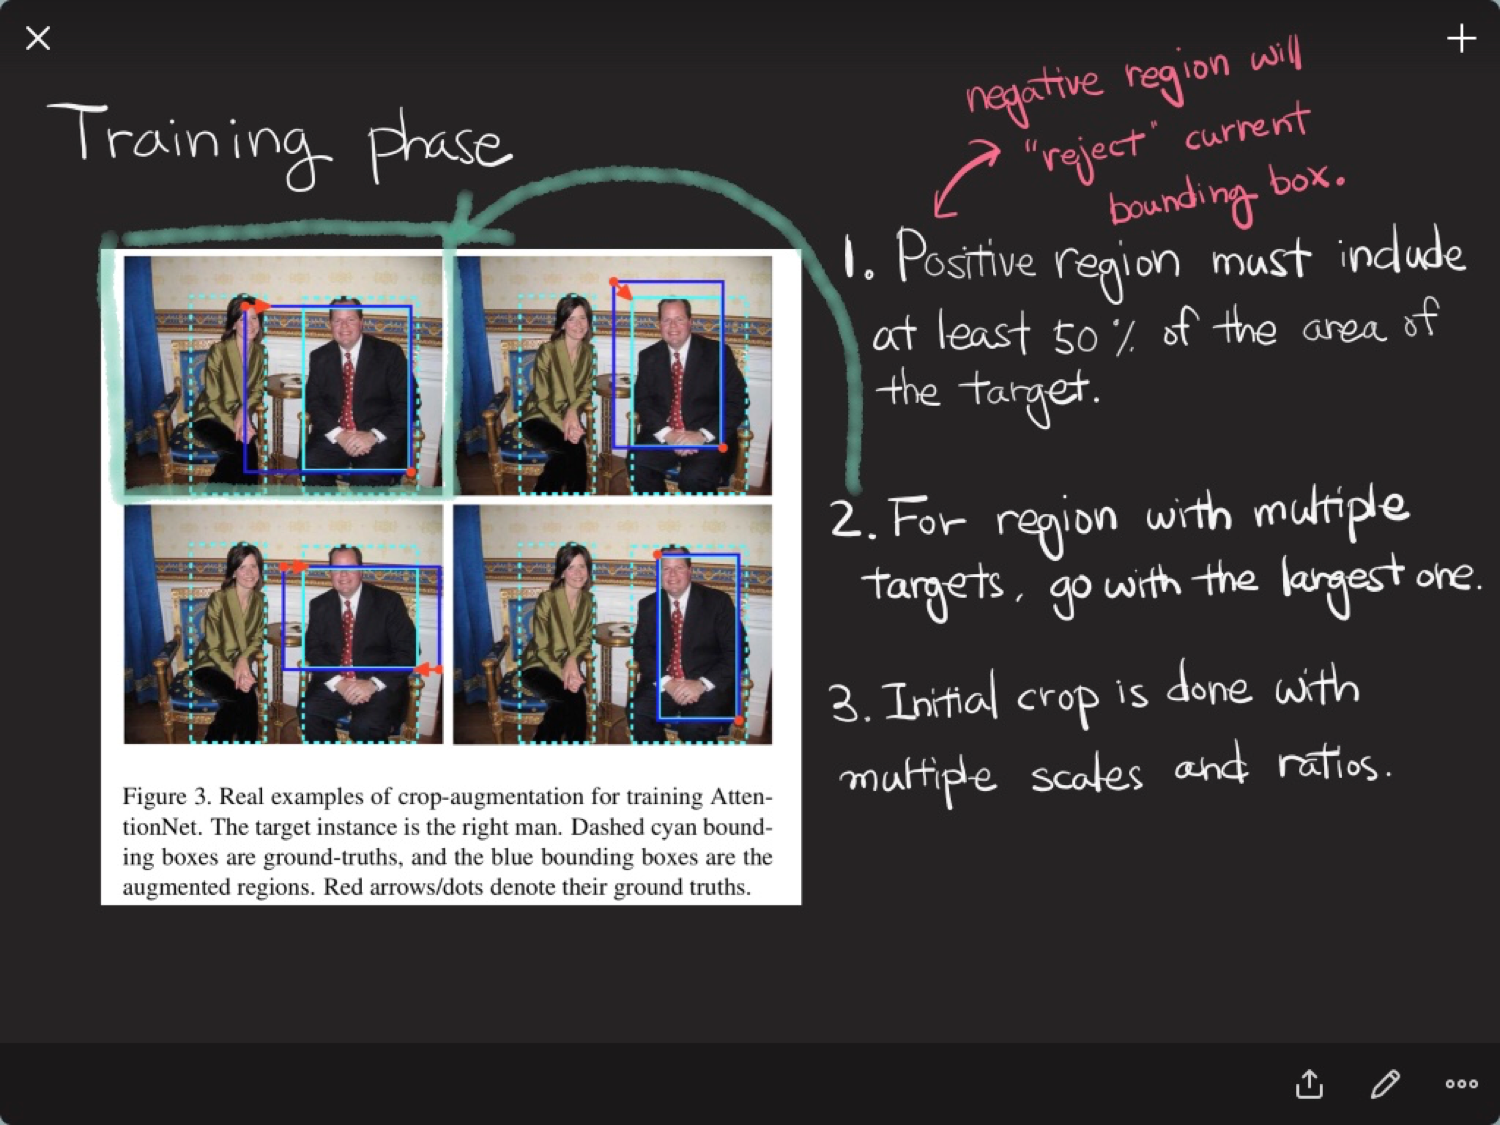 Training phase
negative region will
"reject" current
bounding box.
1. Positive region must include
at least 50% of the area of
the target.
2. For region with multiple
targets, go with the largest one.
3. Initial crop is done with
multiple scales and ratios.
Figure 3. Real examples of crop-augmentation for training Atten-
tionNet. The target instance is the right man. Dashed cyan bound-
ing boxes are ground-truths, and the blue bounding boxes are the
augmented regions. Red arrows/dots denote their ground truths.